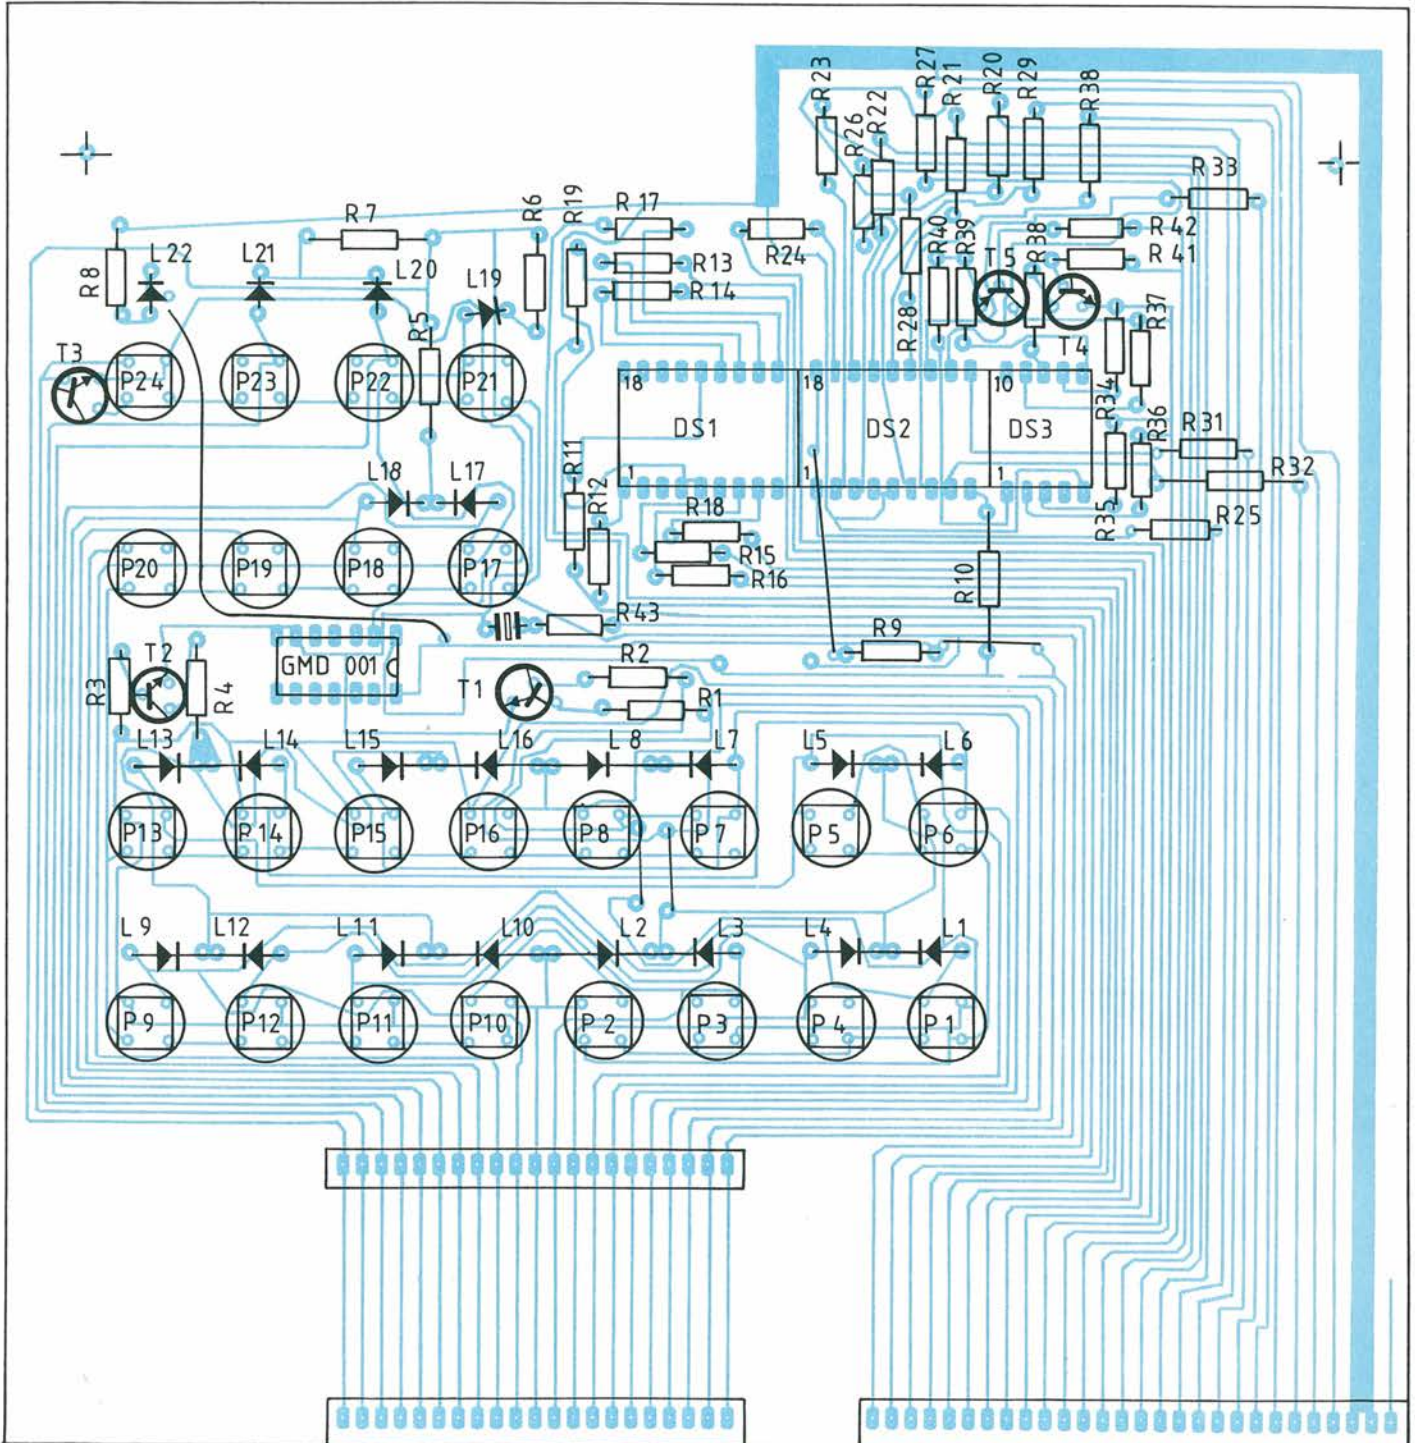 R23
R27
R21
R20
R29
R38
R26
R22
R33
R7
R6
R19
R17
R24
R40
R39
T5
R38
R42
R41
L22
L21
L20
L19
R8
R13
R14
R28
T4
R37
R5
T3
P24
P23
P22
P21
18
18
10
DS1
DS2
DS3
1
1
1
R34
R36
R31
R32
L18
L17
R11
R12
R18
R35
R25
P20
P19
P18
P17
R15
R16
R10
R43
R9
T2
GMD 001
R3
R4
T1
R2
R1
L13
L14
L15
L16
L8
L7
L5
L6
P13
P14
P15
P16
P8
P7
P5
P6
L9
L12
L11
L10
L2
L3
L4
L1
P9
P12
P11
P10
P2
P3
P4
P1